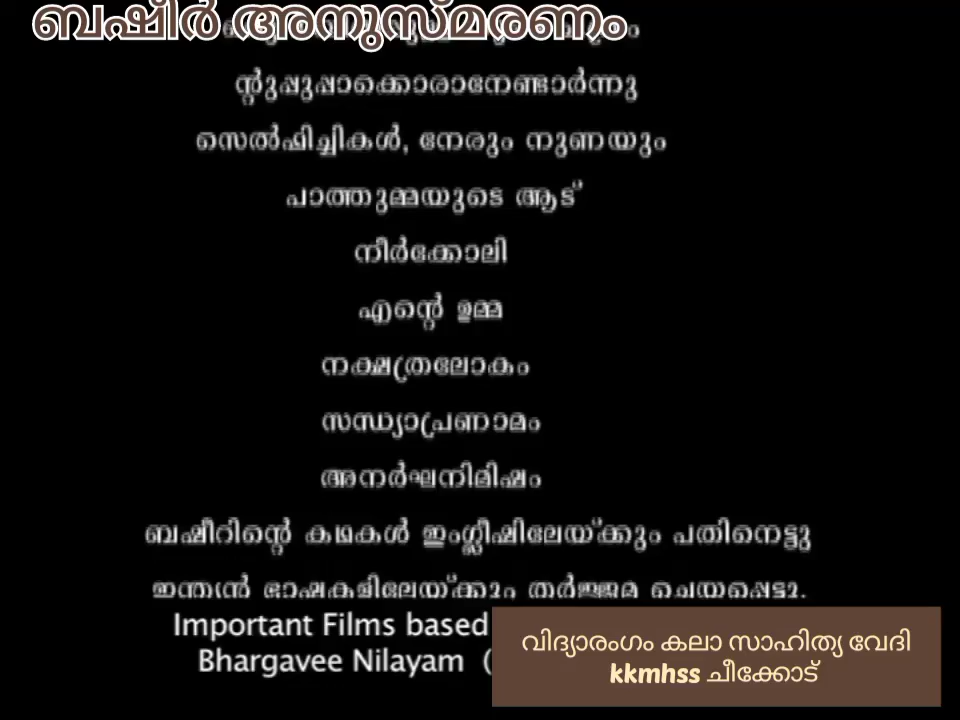 ബഷീർ അനുസ്മരണം
ന്റുപ്പുപ്പാക്കൊരാനേണ്ടാർന്നു
സെൽഷിച്ചികൾ, നേരും നുണയും
പാത്തുമ്മയുടെ ആട്
നീർക്കോലി
എന്റെ ഉമ്മ
നക്ഷത്രലോകം
സന്ധ്യാപ്രണാമം
അനർഘനിമിഷം
ബഷീറിന്റെ കഥകൾ ഇംഗ്ലീഷിലേയ്ക്കും പതിനെട്ടു
ഇന്ത്യൻ ഭാഷകളിലേയ്ക്കും തർജ്ജമ ചെയ്യപ്പെട്ടു.
Important Films based
Bhargavee Nilayam (
വിദ്യാരംഗം കലാ സാഹിത്യ വേദി
kkmhss ചീക്കോട്